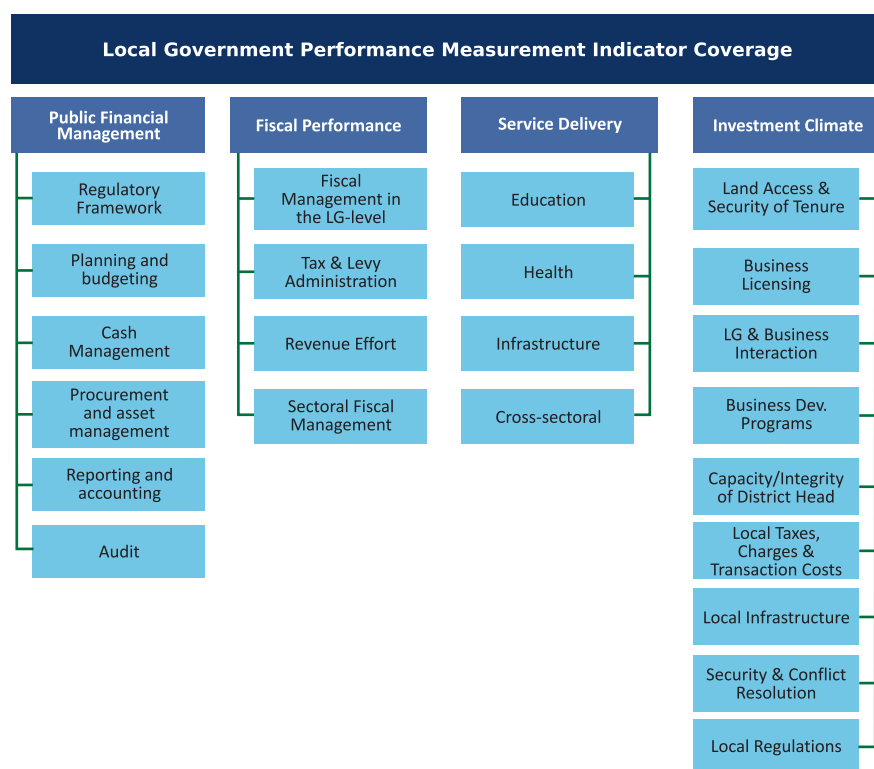 Local Government Performance Measurement Indicator Coverage
Public Financial
Management
Regulatory
Framework
Planning and
budgeting
Cash
Management
Procurement
and asset
management
Reporting and
accounting
Audit
Fiscal Performance
Fiscal
Management in
the LG-level
Tax & Levy
Administration
Revenue Effort
Sectoral Fiscal
Management
Service Delivery
Education
Health
Infrastructure
Cross-sectoral
Investment Climate
Land Access &
Security of Tenure
Business
Licensing
LG & Business
Interaction
Business Dev.
Programs
Capacity/Integrity
of District Head
Local Taxes,
Charges &
Transaction Costs
Local Infrastructure
Security & Conflict
Resolution
Local Regulations